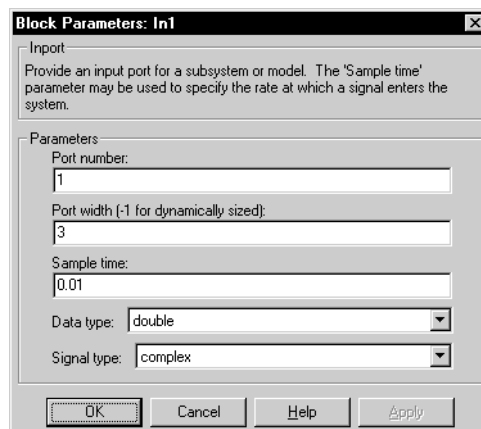 Block Parameters: In1
Inport
Provide an input port for a subsystem or model.  The 'Sample time'
parameter may be used to specify the rate at which a signal enters the
system.
Parameters
Port number:
1
Port width (-1 for dynamically sized):
3
Sample time:
0.01
Data type: double
Signal type: complex
OK Cancel Help Apply